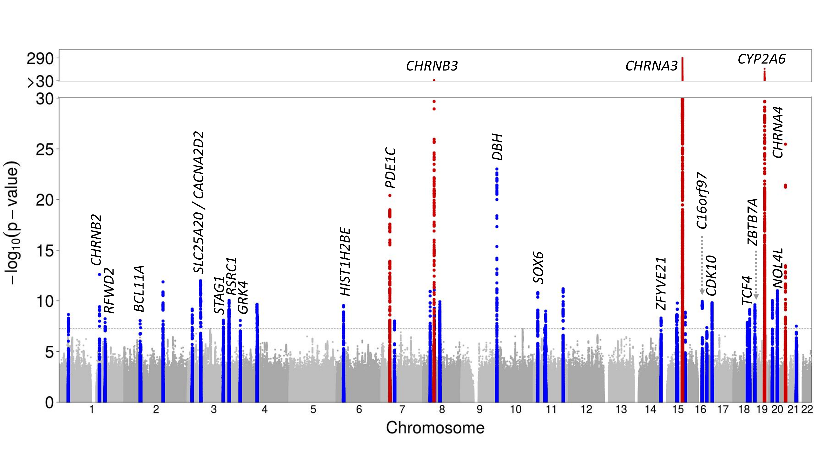 290
>30
CHRNB3
CHRNA3
CYP2A6
30
25
20
15
10
5
0
−log10(p−value)
CHRNB2
RFWD2
BCL11A
SLC25A20 / CACNA2D2
STAG1
RSRC1
GRK4
HIST1H2BE
PDE1C
DBH
SOX6
ZFYVE21
C16orf97
CDK10
TCF4
ZBTB7A
NOL4L
CHRNA4
1 2 3 4 5 6 7 8 9 10 11 12 13 14 15 16 18 19 20 21 22
Chromosome